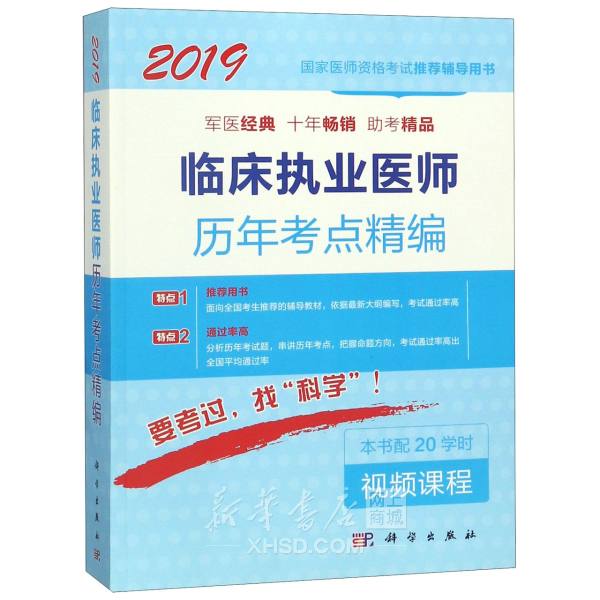 2019
临床执业医师 历年考点精编
科学出版社
2019
国家医师资格考试推荐辅导用书
军医经典 十年畅销 助考精品
临床执业医师
历年考点精编
特点1 推荐用书
面向全国考生推荐的辅导教材，依据最新大纲编写，考试通过率高
特点2 通过率高
分析历年考试题，串讲历年考点，把握命题方向，考试通过率高出
全国平均通过率
要考过，找“科学”！
本书配20学时
视频课程
新华书店 网上商城
XHSD.COM
科学出版社